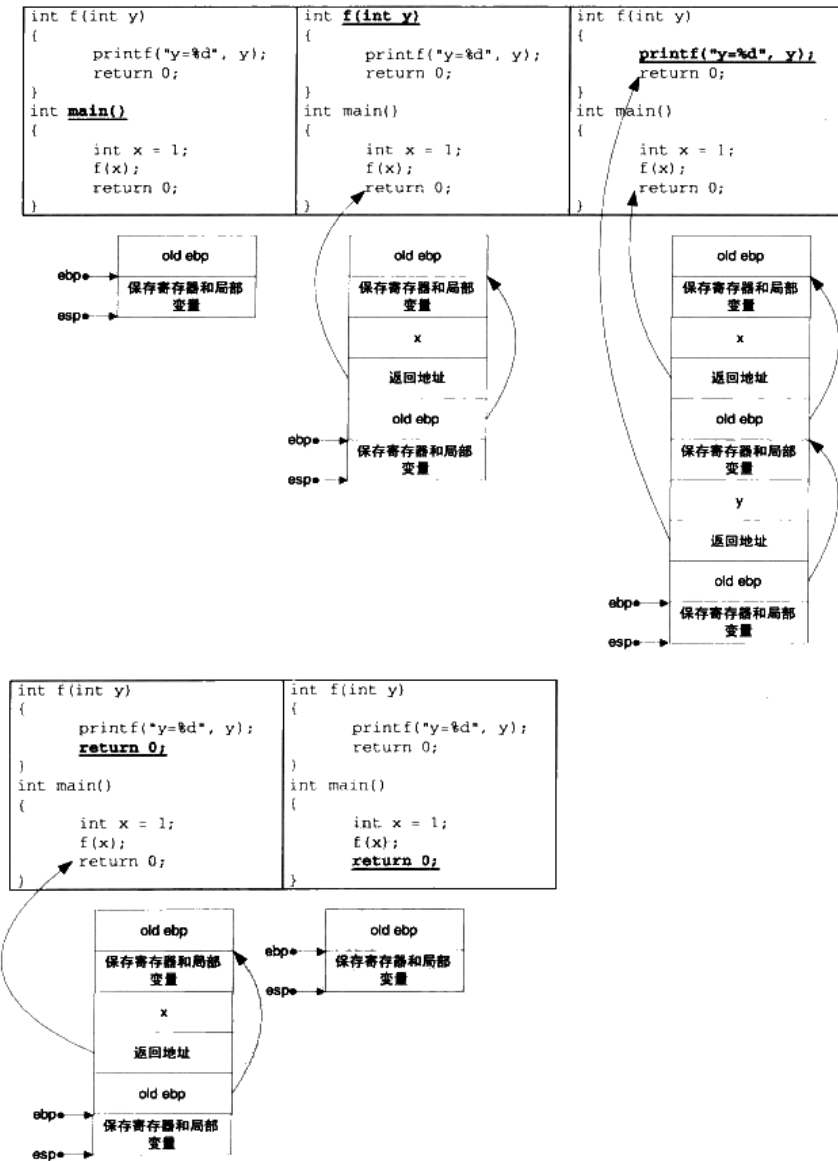 int f(int y)
{
printf("y=%d", y);
return 0;
}
int main()
{
int x = 1;
f(x);
return 0;
}
int f(int y)
{
printf("y=%d", y);
return 0;
}
int main()
{
int x = 1;
f(x);
return 0;
}
int f(int y)
{
printf("y=%d", y);
return 0;
}
int main()
{
int x = 1;
f(x);
return 0;
}
old ebp
ebp
保存寄存器和局部
变量
esp
old ebp
保存寄存器和局部
变量
x
返回地址
old ebp
ebp
保存寄存器和局部
变量
esp
old ebp
保存寄存器和局部
变量
x
返回地址
old ebp
保存寄存器和局部
变量
y
返回地址
old ebp
ebp
保存寄存器和局部
变量
esp
int f(int y)
{
printf("y=%d", y);
return 0;
}
int main()
{
int x = 1;
f(x);
return 0;
}
int f(int y)
{
printf("y=%d", y);
return 0;
}
int main()
{
int x = 1;
f(x);
return 0;
}
old ebp
保存寄存器和局部
变量
x
返回地址
old ebp
ebp
保存寄存器和局部
变量
esp
old ebp
ebp
保存寄存器和局部
变量
esp